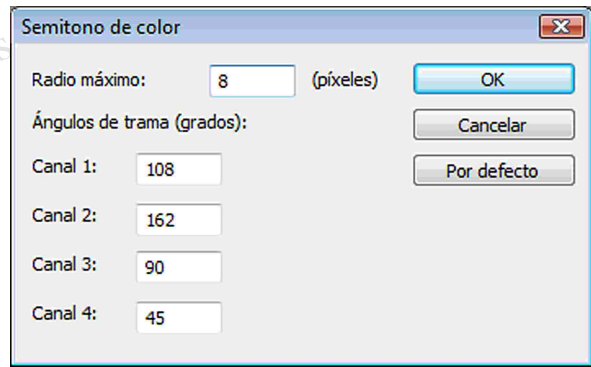 Semitono de color
Radio máximo: 8 (píxeles) OK
Ángulos de trama (grados): Cancelar
Canal 1: 108 Por defecto
Canal 2: 162
Canal 3: 90
Canal 4: 45